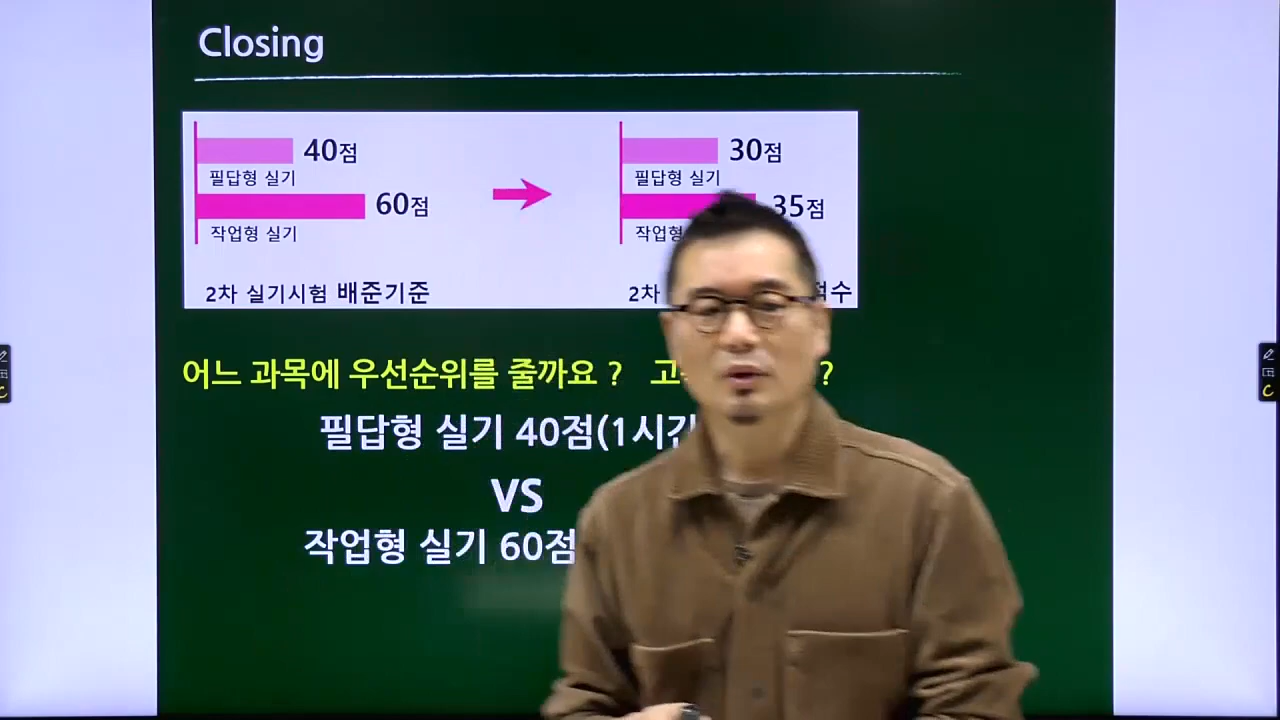 Closing
40점
필답형 실기
60점
작업형 실기
2차 실기시험 배준기준
30점
필답형 실기
35점
2차
어느 과목에 우선순위를 줄까요 ?
?
필답형 실기 40점(1시간
VS
작업형 실기 60점